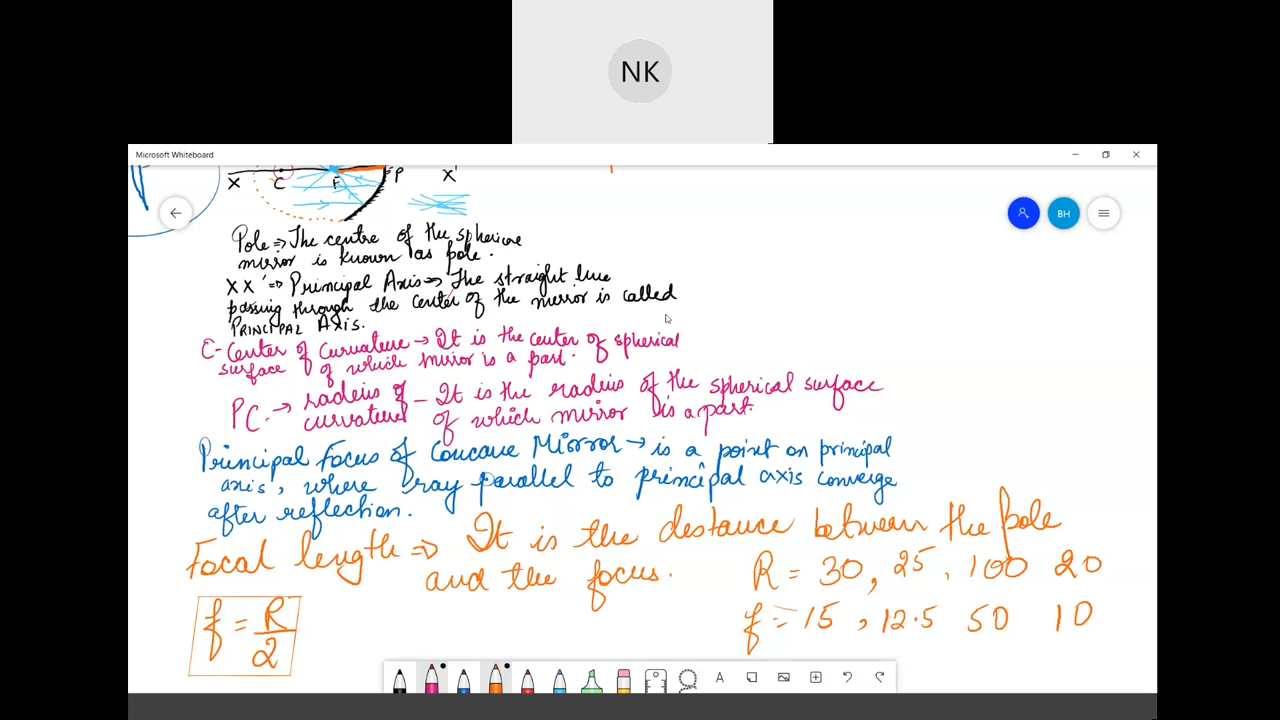 NK
Microsoft Whiteboard
X C F P X'
BH
Pole ⇒ The centre of the spherical
mirror is known as pole.
XX' ⇒ Principal Axis ⇒ The straight line
passing through the center of the mirror is called
PRINCIPAL AXIS.
C-Center of Curvature → It is the center of spherical
surface of which mirror is a part.
PC. → radius of curvature - It is the radius of the spherical surface
of which mirror is a part.
Principal Focus of Concave Mirror → is a point on principal
axis, where ray parallel to principal axis converge
after reflection.
Focal length ⇒ It is the distance between the pole
and the focus.
R = 30, 25, 100 20
f = 15, 12.5 50 10
f = R/2
A